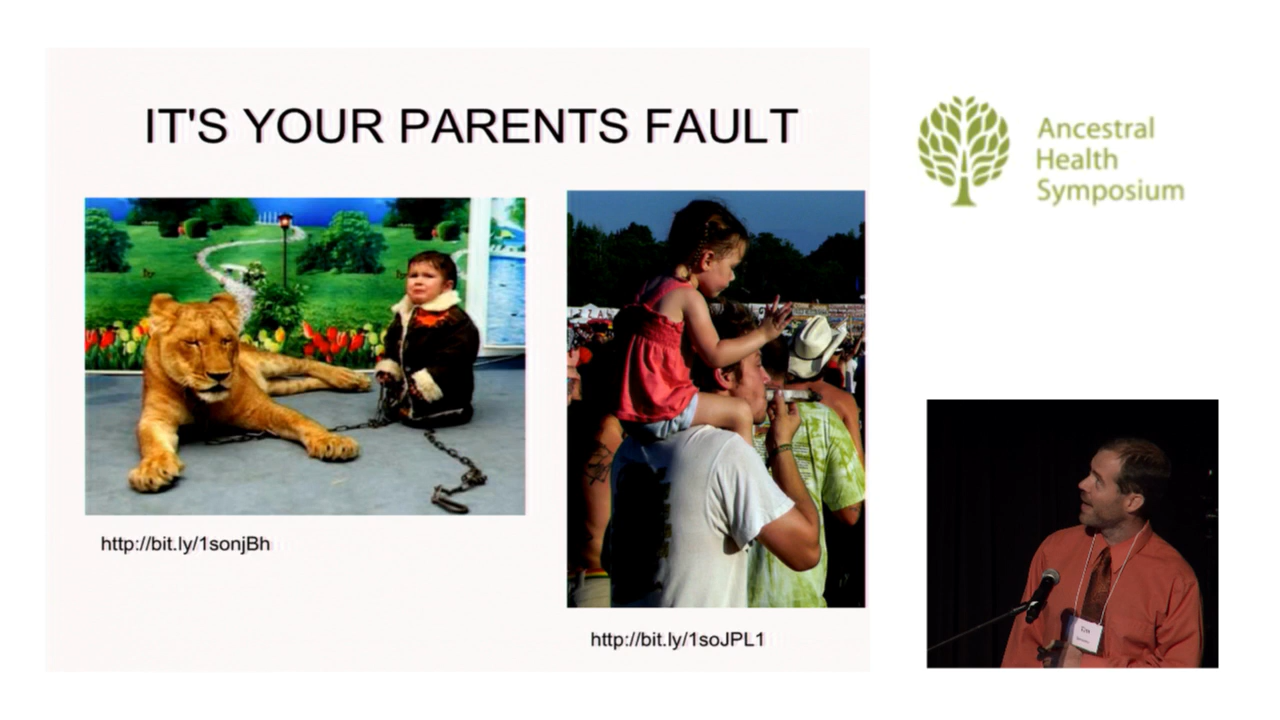 IT'S YOUR PARENTS FAULT
Ancestral
Health
Symposium
http://bit.ly/1sonjBh
http://bit.ly/1soJPL1